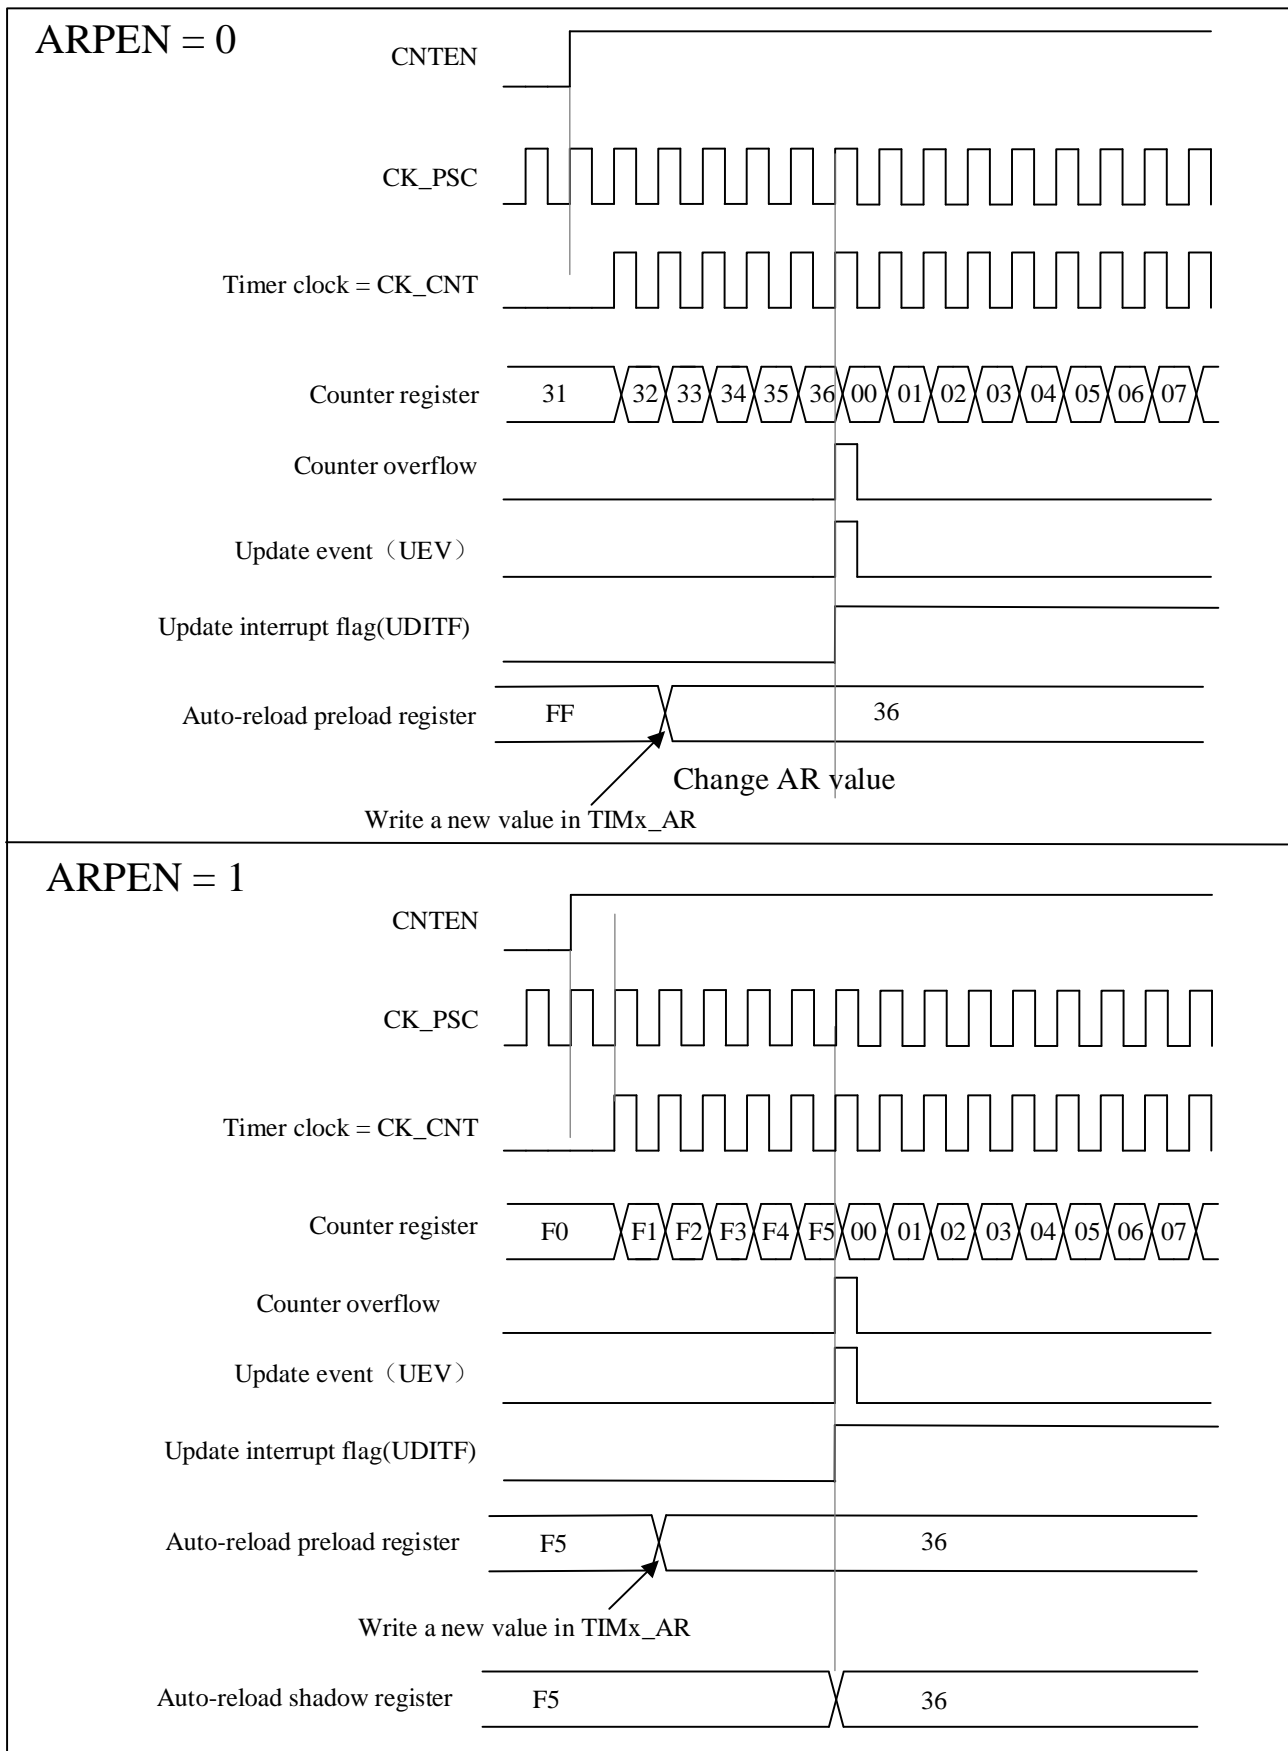 ARPEN = 0
CNTEN
CK_PSC
Timer clock = CK_CNT
Counter register 31 32 33 34 35 36 00 01 02 03 04 05 06 07
Counter overflow
Update event（UEV）
Update interrupt flag(UDITF)
Auto-reload preload register FF 36
Change AR value
Write a new value in TIMx_AR
ARPEN = 1
CNTEN
CK_PSC
Timer clock = CK_CNT
Counter register F0 F1 F2 F3 F4 F5 00 01 02 03 04 05 06 07
Counter overflow
Update event（UEV）
Update interrupt flag(UDITF)
Auto-reload preload register F5 36
Write a new value in TIMx_AR
Auto-reload shadow register F5 36